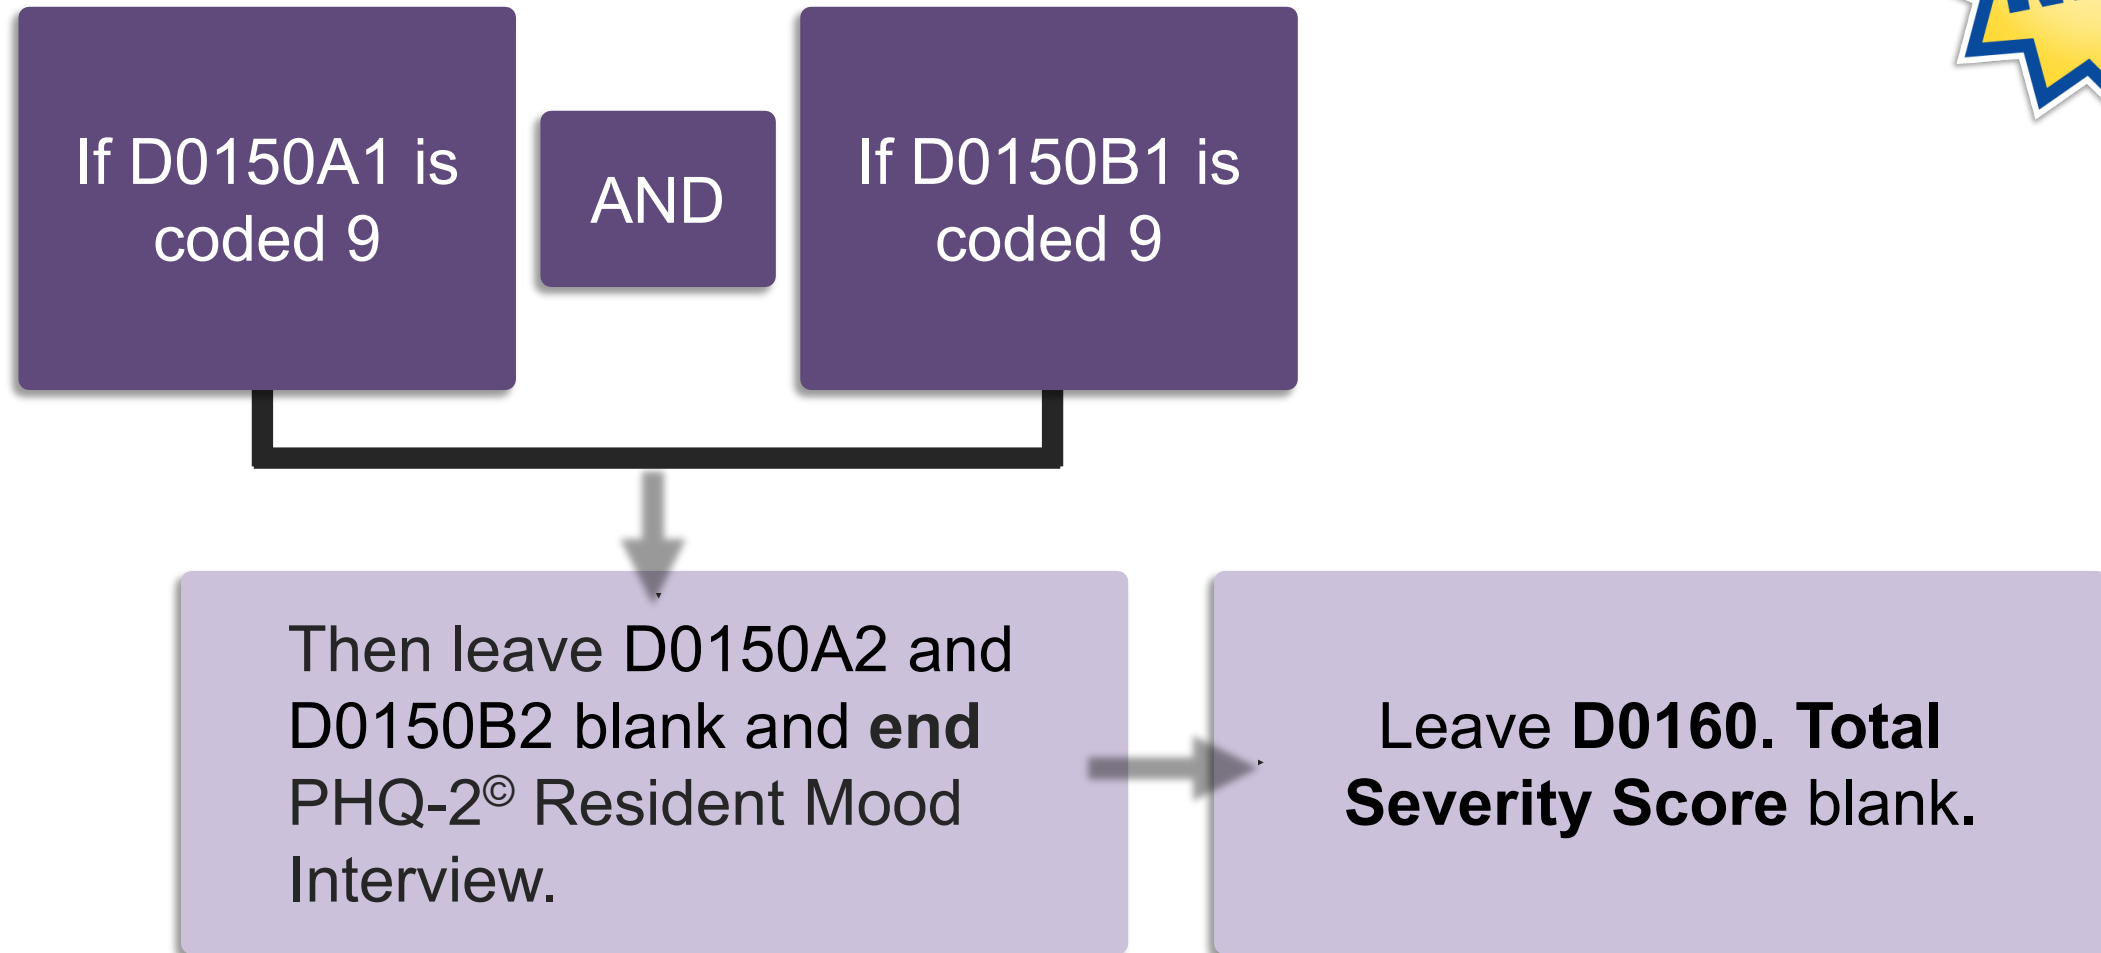 If D0150A1 is
coded 9
AND
If D0150B1 is
coded 9
Then leave D0150A2 and
D0150B2 blank and end
PHQ-2© Resident Mood
Interview.
Leave D0160. Total
Severity Score blank.